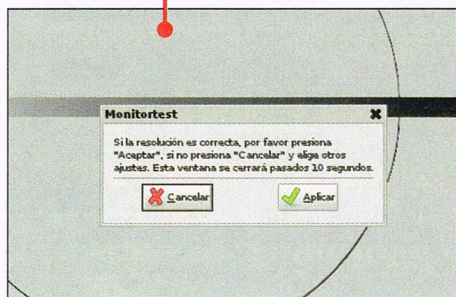 Monitortest
Si la resolución es correcta, por favor presiona
"Aceptar", si no presiona "Cancelar" y elige otros
ajustes. Esta ventana se cerrará pasados 10 segundos.
Cancelar
Aplicar